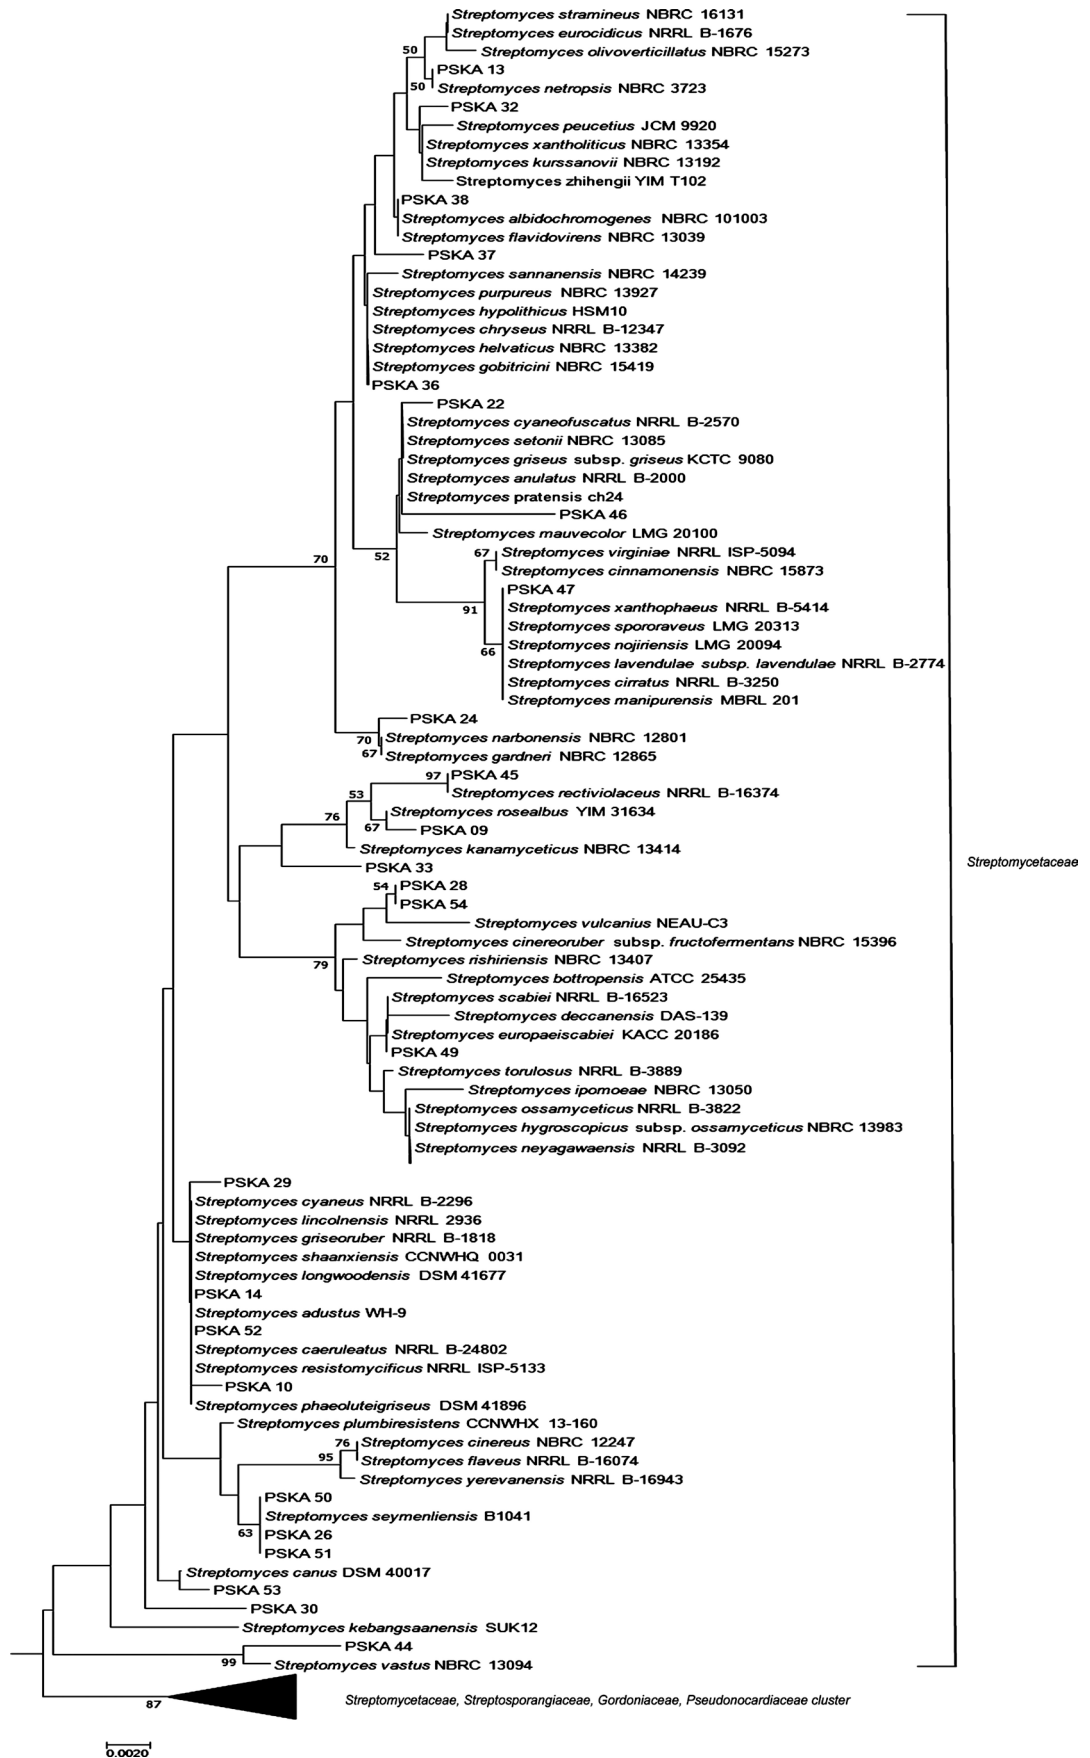 Streptomyces stramineus NBRC 16131
Streptomyces eurocidicus NRRL B-1676
50
Streptomyces olivoverticillatus NBRC 15273
PSKA 13
50
Streptomyces netropsis NBRC 3723
PSKA 32
Streptomyces peucetius JCM 9920
Streptomyces xantholiticus NBRC 13354
Streptomyces kurssanovii NBRC 13192
Streptomyces zhihengii YIM T102
PSKA 38
Streptomyces albidochromogenes NBRC 101003
Streptomyces flavidovirens NBRC 13039
PSKA 37
Streptomyces sannanensis NBRC 14239
Streptomyces purpureus NBRC 13927
Streptomyces hypolithicus HSM10
Streptomyces chryseus NRRL B-12347
Streptomyces helvaticus NBRC 13382
Streptomyces gobitricini NBRC 15419
PSKA 36
PSKA 22
Streptomyces cyaneofuscatus NRRL B-2570
Streptomyces setonii NBRC 13085
Streptomyces griseus subsp. griseus KCTC 9080
Streptomyces anulatus NRRL B-2000
Streptomyces pratensis ch24
PSKA 46
Streptomyces mauvecolor LMG 20100
70
52
67
Streptomyces virginiae NRRL ISP-5094
Streptomyces cinnamonensis NBRC 15873
PSKA 47
91
Streptomyces xanthophaeus NRRL B-5414
Streptomyces spororaveus LMG 20313
Streptomyces nojiriensis LMG 20094
66
Streptomyces lavendulae subsp. lavendulae NRRL B-2774
Streptomyces cirratus NRRL B-3250
Streptomyces manipurensis MBRL 201
PSKA 24
70
Streptomyces narbonensis NBRC 12801
67
Streptomyces gardneri NBRC 12865
97
PSKA 45
Streptomyces rectiviolaceus NRRL B-16374
53
Streptomyces rosealbus YIM 31634
76
67
PSKA 09
Streptomyces kanamyceticus NBRC 13414
Streptomycetaceae
PSKA 33
54
PSKA 28
PSKA 54
Streptomyces vulcanius NEAU-C3
Streptomyces cinereoruber subsp. fructofermentans NBRC 15396
79
Streptomyces rishiriensis NBRC 13407
Streptomyces bottropensis ATCC 25435
Streptomyces scabiei NRRL B-16523
Streptomyces deccanensis DAS-139
Streptomyces europaeiscabiei KACC 20186
PSKA 49
Streptomyces torulosus NRRL B-3889
Streptomyces ipomoeae NBRC 13050
Streptomyces ossamyceticus NRRL B-3822
Streptomyces hygroscopicus subsp. ossamyceticus NBRC 13983
Streptomyces neyagawaensis NRRL B-3092
PSKA 29
Streptomyces cyaneus NRRL B-2296
Streptomyces lincolnensis NRRL 2936
Streptomyces griseoruber NRRL B-1818
Streptomyces shaanxiensis CCNWHQ 0031
Streptomyces longwoodensis DSM 41677
PSKA 14
Streptomyces adustus WH-9
PSKA 52
Streptomyces caeruleatus NRRL B-24802
Streptomyces resistomycificus NRRL ISP-5133
PSKA 10
Streptomyces phaeoluteigriseus DSM 41896
Streptomyces plumbiresistens CCNWHX 13-160
76
Streptomyces cinereus NBRC 12247
95
Streptomyces flaveus NRRL B-16074
Streptomyces yerevanensis NRRL B-16943
PSKA 50
Streptomyces seymenliensis B1041
63
PSKA 26
PSKA 51
Streptomyces canus DSM 40017
PSKA 53
PSKA 30
Streptomyces kebangsaanensis SUK12
PSKA 44
99
Streptomyces vastus NBRC 13094
87
Streptomycetaceae, Streptosporangiaceae, Gordoniaceae, Pseudonocardiaceae cluster
0.0020